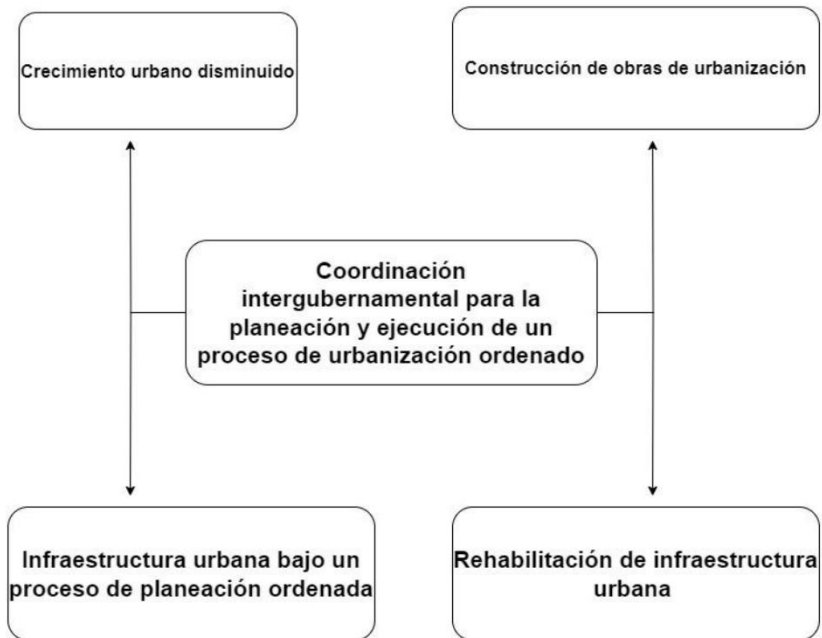 Crecimiento urbano disminuido
Construcción de obras de urbanización
Coordinación
intergubernamental para la
planeación y ejecución de un
proceso de urbanización ordenado
Infraestructura urbana bajo un
proceso de planeación ordenada
Rehabilitación de infraestructura
urbana